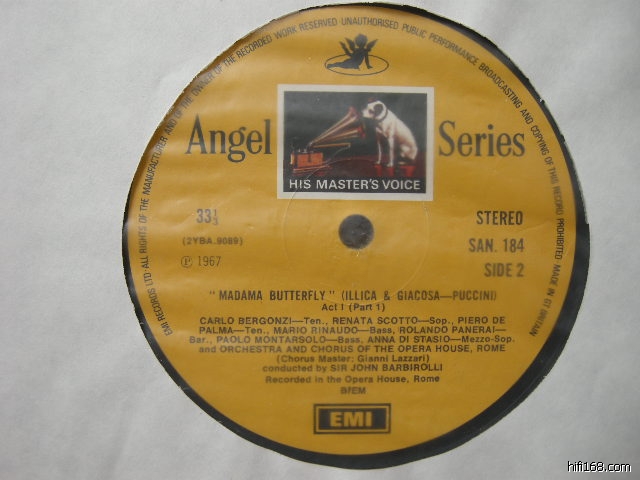 EMI RECORDS LTD · ALL RIGHTS OF THE MANUFACTURER AND OF THE OWNER OF THE RECORDED WORK RESERVED · UNAUTHORISED PUBLIC PERFORMANCE BROADCASTING AND COPYING OF THIS RECORD PROHIBITED · MADE IN GT BRITAIN
Angel Series
HIS MASTER'S VOICE
33⅓ STEREO
(2YBA.9089) SAN. 184
℗ 1967 SIDE 2
"MADAMA BUTTERFLY" (ILLICA & GIACOSA—PUCCINI)
Act I (Part 1)
CARLO BERGONZI—Ten., RENATA SCOTTO—Sop., PIERO DE
PALMA—Ten., MARIO RINAUDO—Bass, ROLANDO PANERAI—
Bar., PAOLO MONTARSOLO—Bass, ANNA DI STASIO—Mezzo-Sop.
and ORCHESTRA AND CHORUS OF THE OPERA HOUSE, ROME
(Chorus Master: Gianni Lazzari)
conducted by SIR JOHN BARBIROLLI
Recorded in the Opera House, Rome
BIEM
EMI
hifi168.com